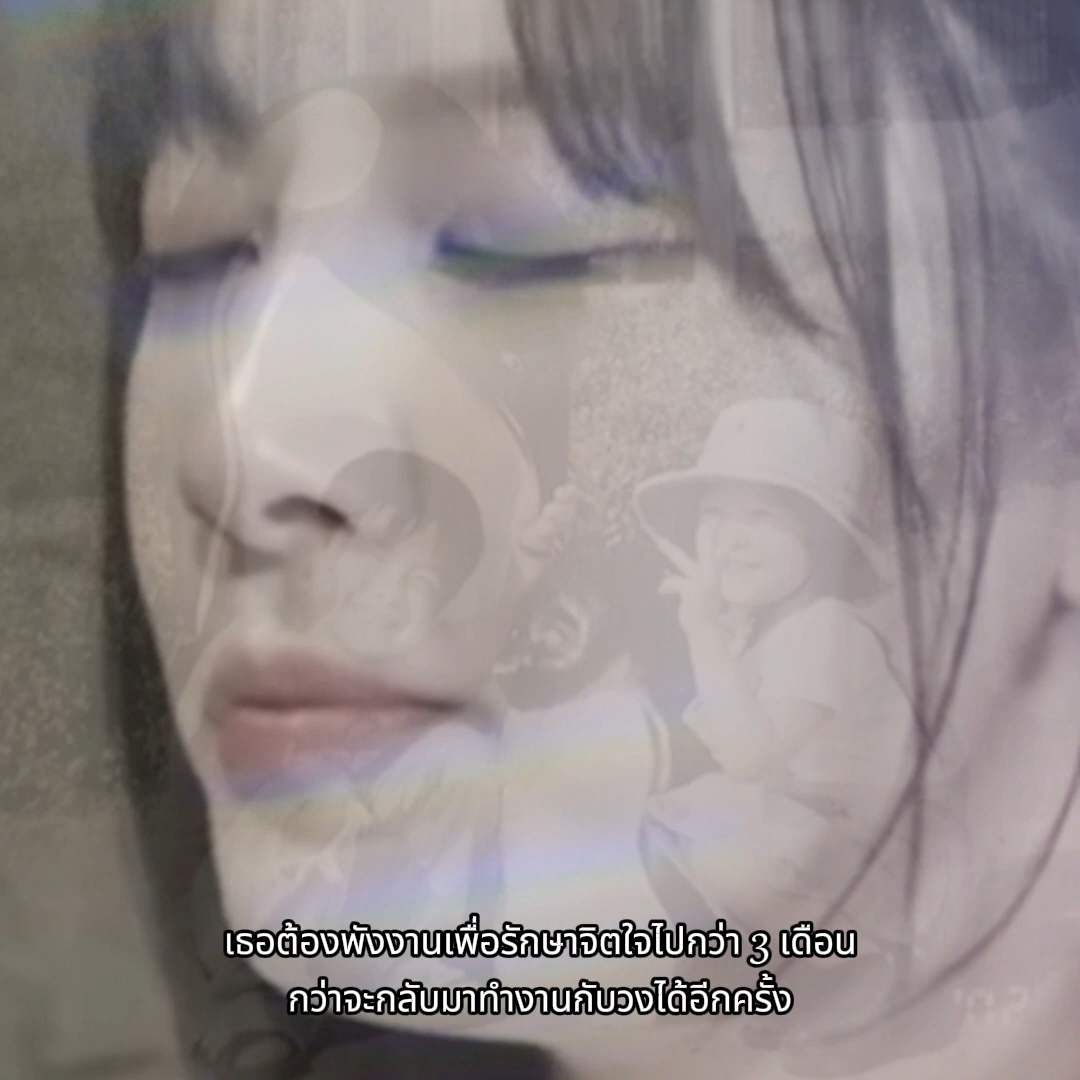 เธอต้องพังงานเพื่อรักษาจิตใจไปกว่า 3 เดือน
กว่าจะกลับมาทำงานกับวงได้อีกครั้ง